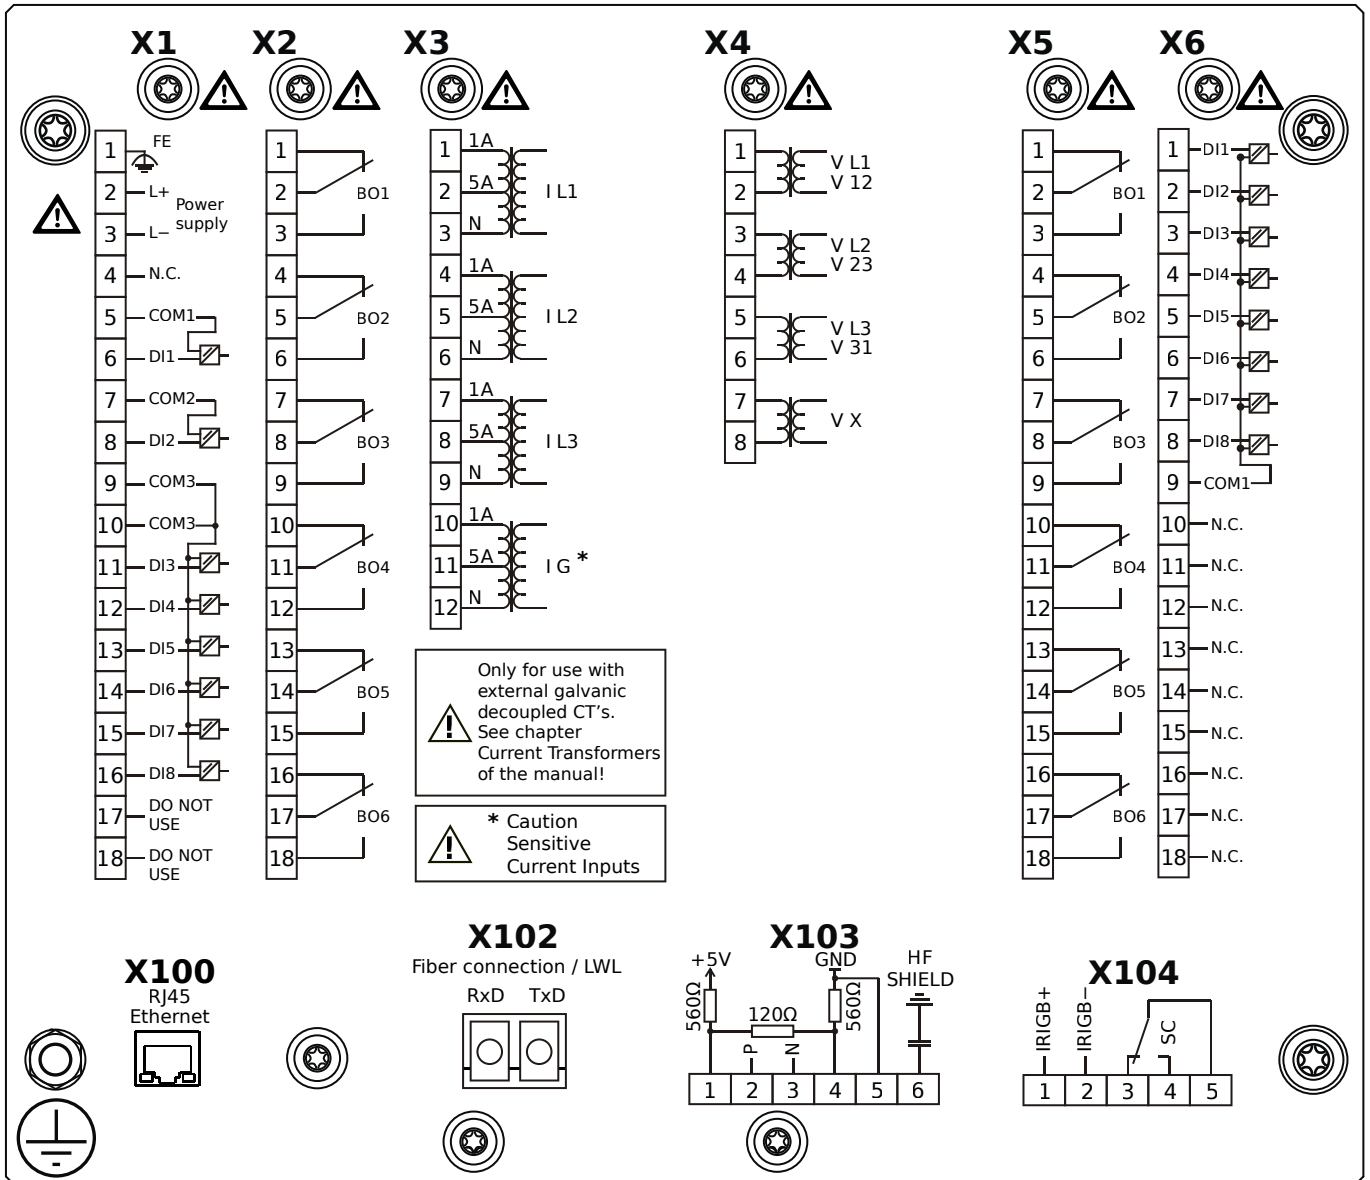 X1 X2 X3 X4 X5 X6
1 FE
2 L+ Power
3 L− supply
4 N.C.
5 COM1
6 DI1
7 COM2
8 DI2
9 COM3
10 COM3
11 DI3
12 DI4
13 DI5
14 DI6
15 DI7
16 DI8
17 DO NOT
USE
18 DO NOT
USE
1
2 BO1
3
4
5 BO2
6
7
8 BO3
9
10
11 BO4
12
13
14 BO5
15
16
17 BO6
18
1 1A
2 5A I L1
3 N
4 1A
5 5A I L2
6 N
7 1A
8 5A I L3
9 N
10 1A
11 5A I G *
12 N
Only for use with
external galvanic
decoupled CT's.
See chapter
Current Transformers
of the manual!
* Caution
Sensitive
Current Inputs
1 V L1
2 V 12
3 V L2
4 V 23
5 V L3
6 V 31
7 V X
8
1
2 BO1
3
4
5 BO2
6
7
8 BO3
9
10
11 BO4
12
13
14 BO5
15
16
17 BO6
18
1 DI1
2 DI2
3 DI3
4 DI4
5 DI5
6 DI6
7 DI7
8 DI8
9 COM1
10 N.C.
11 N.C.
12 N.C.
13 N.C.
14 N.C.
15 N.C.
16 N.C.
17 N.C.
18 N.C.
X100
RJ45
Ethernet
X102
Fiber connection / LWL
RxD TxD
X103
+5V GND HF
SHIELD
560Ω 120Ω 560Ω
P N
1 2 3 4 5 6
X104
IRIGB+ IRIGB− SC
1 2 3 4 5